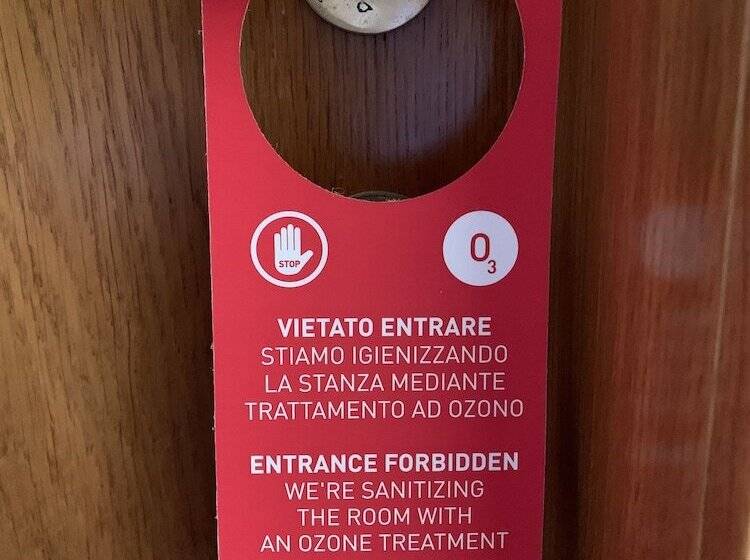 STOP
O3
VIETATO ENTRARE
STIAMO IGIENIZZANDO
LA STANZA MEDIANTE
TRATTAMENTO AD OZONO
ENTRANCE FORBIDDEN
WE'RE SANITIZING
THE ROOM WITH
AN OZONE TREATMENT